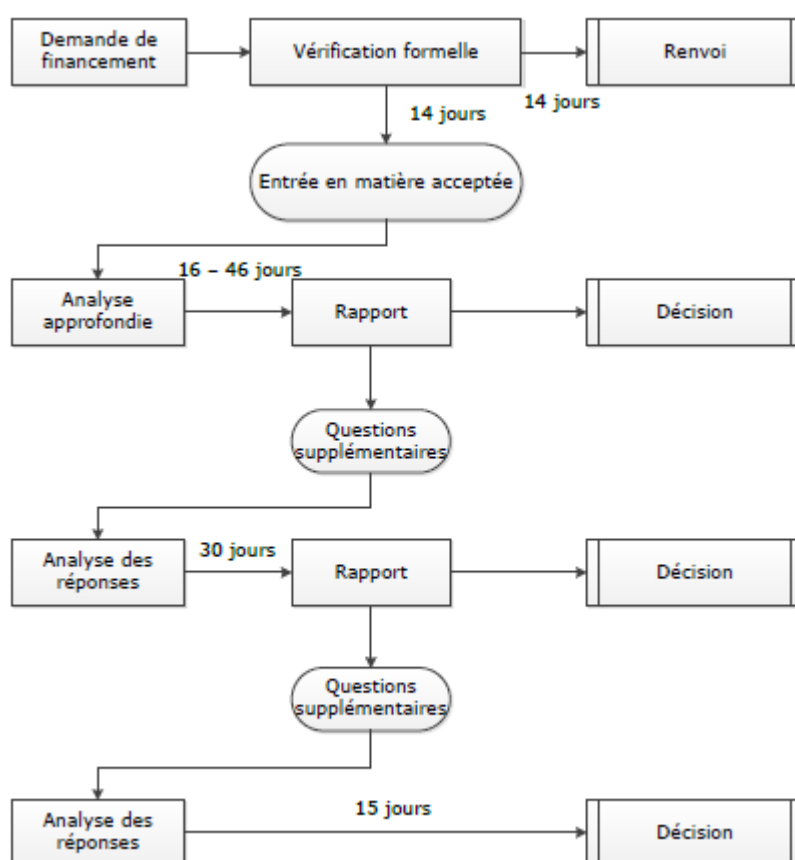 Demande de
financement
Vérification formelle
Renvoi
14 jours
14 jours
Entrée en matière acceptée
16 – 46 jours
Analyse
approfondie
Rapport
Décision
Questions
supplémentaires
30 jours
Analyse des
réponses
Rapport
Décision
Questions
supplémentaires
15 jours
Analyse des
réponses
Décision